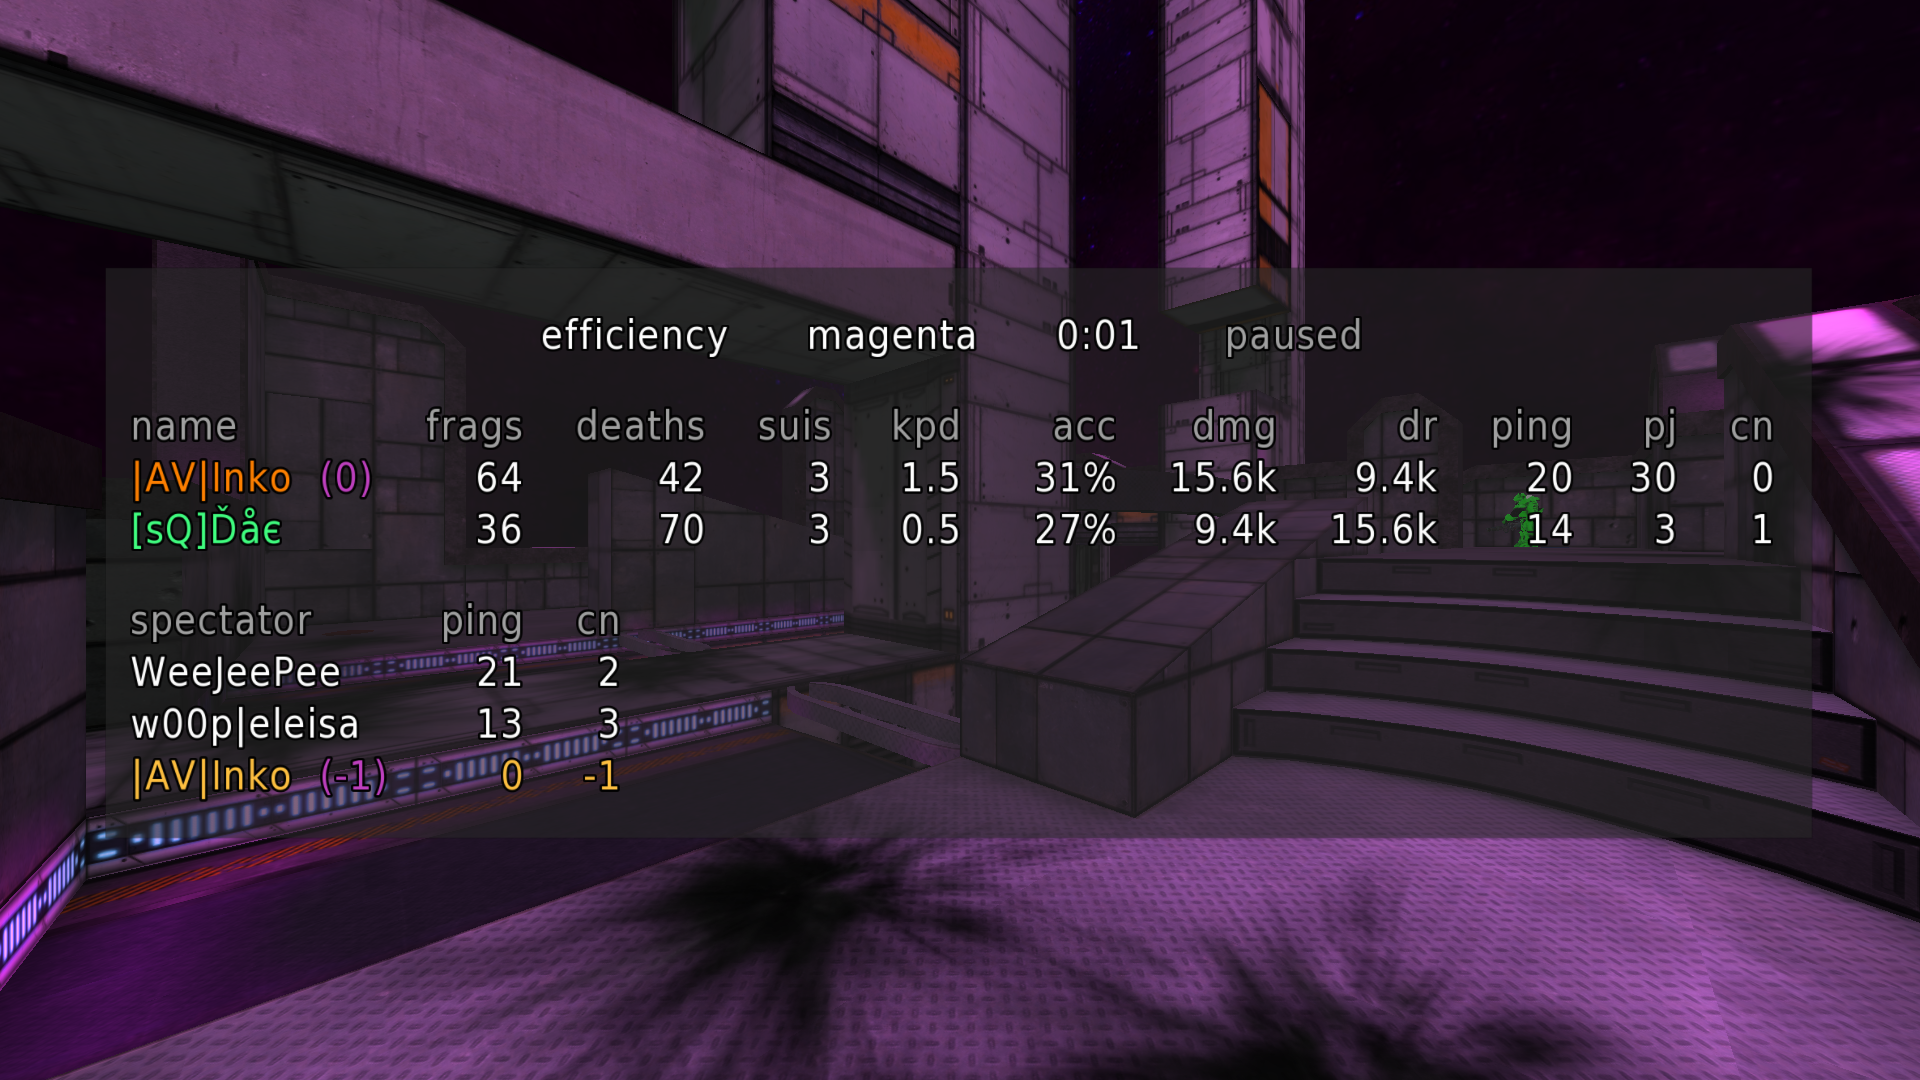 efficiency magenta 0:01 paused
name frags deaths suis kpd acc dmg dr ping pj cn
|AV|Inko (0) 64 42 3 1.5 31% 15.6k 9.4k 20 30 0
[sQ]Ďåє 36 70 3 0.5 27% 9.4k 15.6k 14 3 1
spectator ping cn
WeeJeePee 21 2
w00p|eleisa 13 3
|AV|Inko (-1) 0 -1